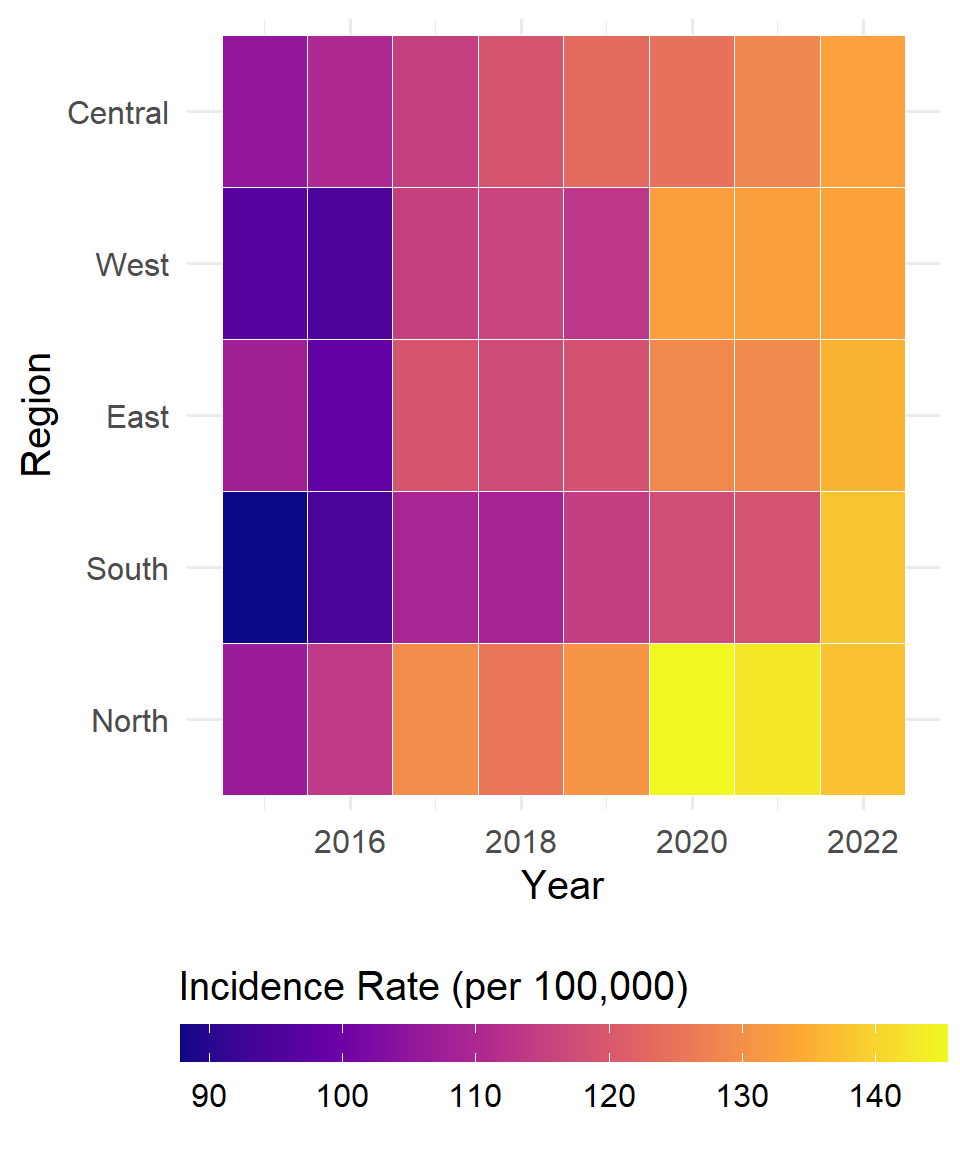 Central
West
East
South
North
Region
2016 2018 2020 2022
Year
Incidence Rate (per 100,000)
90 100 110 120 130 140